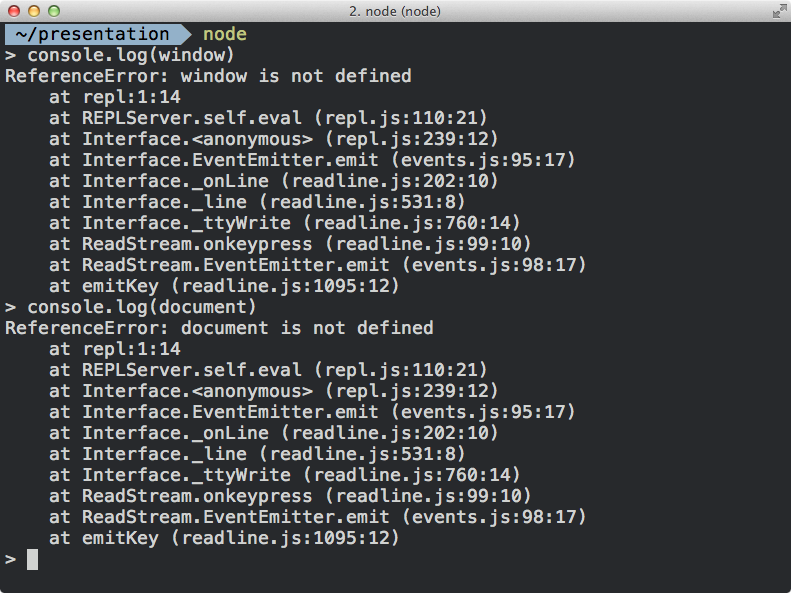 2. node (node)
~/presentation node
> console.log(window)
ReferenceError: window is not defined
    at repl:1:14
    at REPLServer.self.eval (repl.js:110:21)
    at Interface.<anonymous> (repl.js:239:12)
    at Interface.EventEmitter.emit (events.js:95:17)
    at Interface._onLine (readline.js:202:10)
    at Interface._line (readline.js:531:8)
    at Interface._ttyWrite (readline.js:760:14)
    at ReadStream.onkeypress (readline.js:99:10)
    at ReadStream.EventEmitter.emit (events.js:98:17)
    at emitKey (readline.js:1095:12)
> console.log(document)
ReferenceError: document is not defined
    at repl:1:14
    at REPLServer.self.eval (repl.js:110:21)
    at Interface.<anonymous> (repl.js:239:12)
    at Interface.EventEmitter.emit (events.js:95:17)
    at Interface._onLine (readline.js:202:10)
    at Interface._line (readline.js:531:8)
    at Interface._ttyWrite (readline.js:760:14)
    at ReadStream.onkeypress (readline.js:99:10)
    at ReadStream.EventEmitter.emit (events.js:98:17)
    at emitKey (readline.js:1095:12)
>